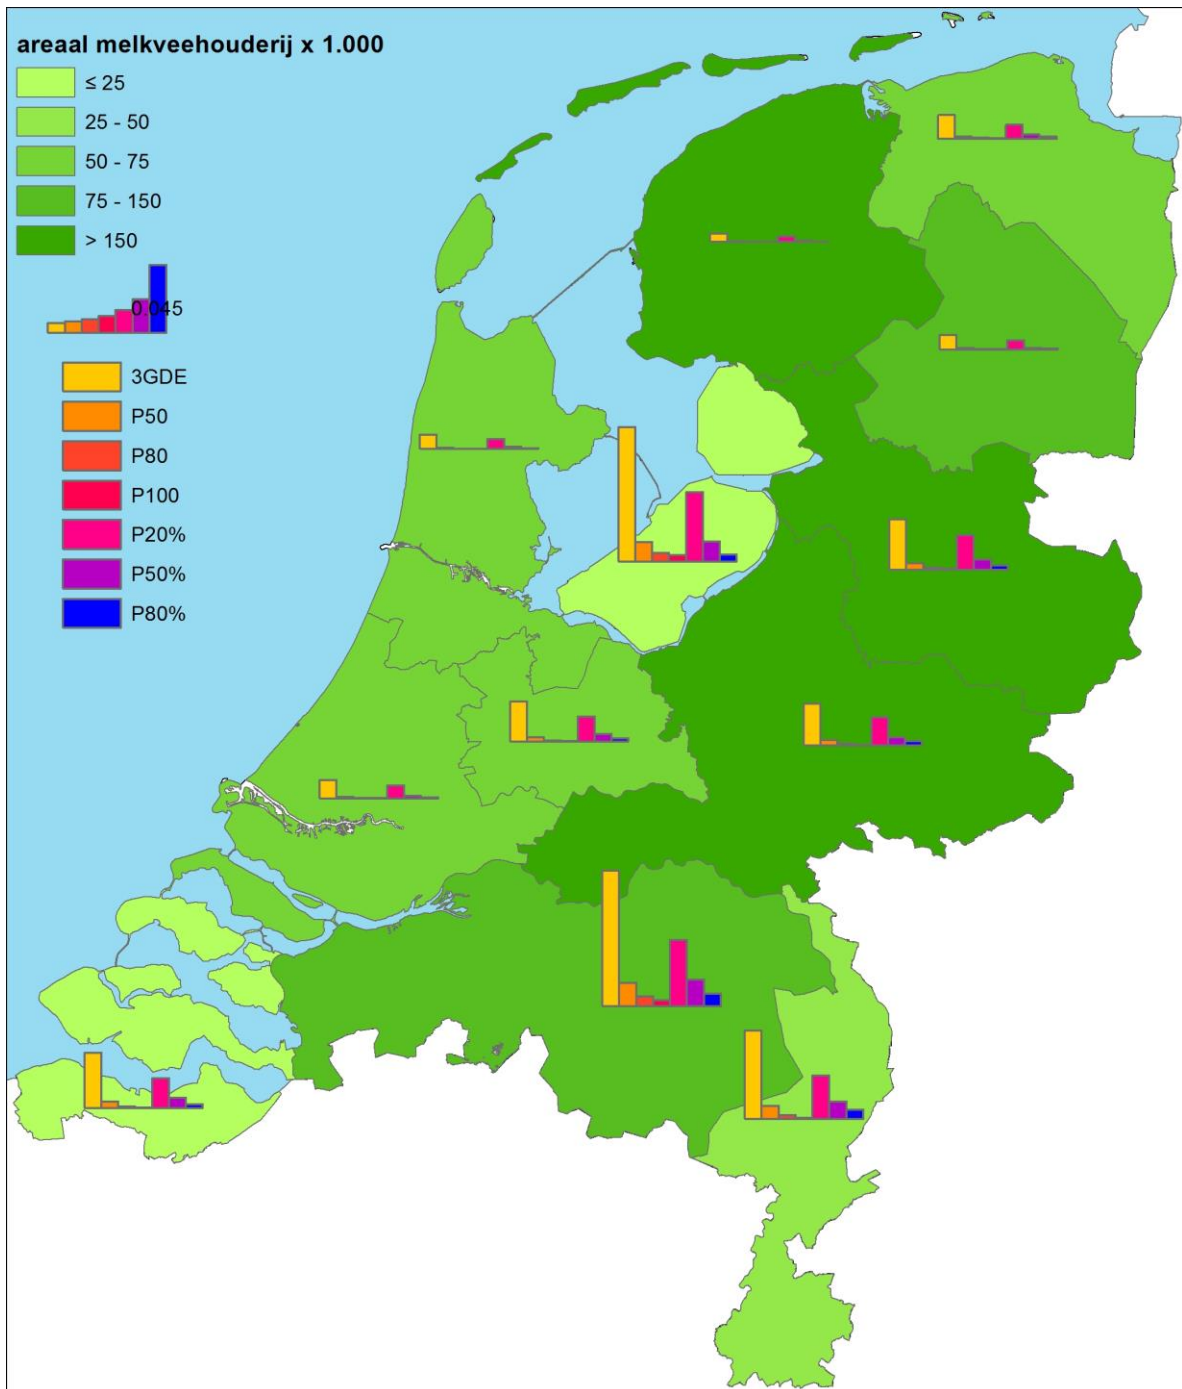 areaal melkveehouderij x 1.000
≤ 25
25 - 50
50 - 75
75 - 150
> 150
0.045
3GDE
P50
P80
P100
P20%
P50%
P80%